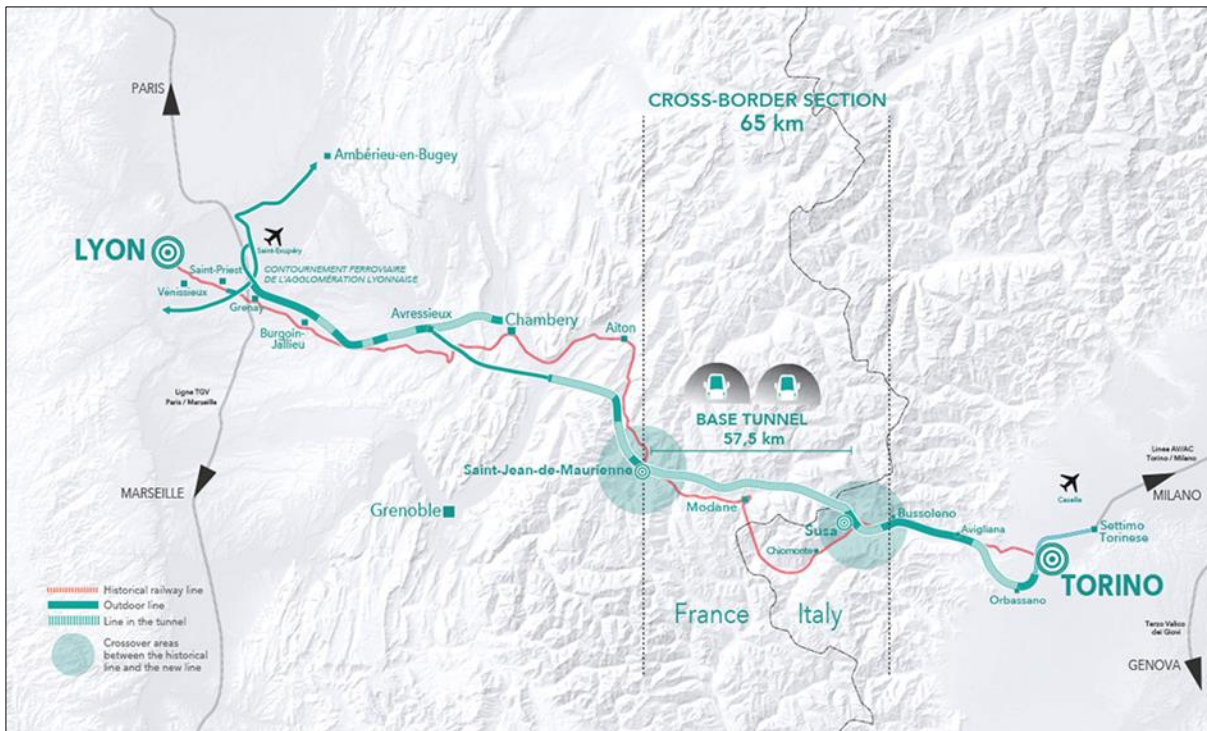 PARIS
CROSS-BORDER SECTION
65 km
Ambérieu-en-Bugey
LYON
Saint-Exupéry
Saint-Priest
CONTOURNEMENT FERROVIAIRE
DE L'AGGLOMÉRATION LYONNAISE
Vénissieux
Grenay
Burgoin-
Jallieu
Avressieux
Chambery
Aiton
Ligne TGV
Paris / Marseille
BASE TUNNEL
57,5 km
Saint-Jean-de-Maurienne
MARSEILLE
Grenoble
Modane
Susa
Chiomonte
Bussoleno
Avigliana
Linea AV/AC
Torino / Milano
Caselle
MILANO
Settimo
Torinese
TORINO
Orbassano
France
Italy
Terzo Valico
dei Giovi
GENOVA
Historical railway line
Outdoor line
Line in the tunnel
Crossover areas
between the historical
line and the new line